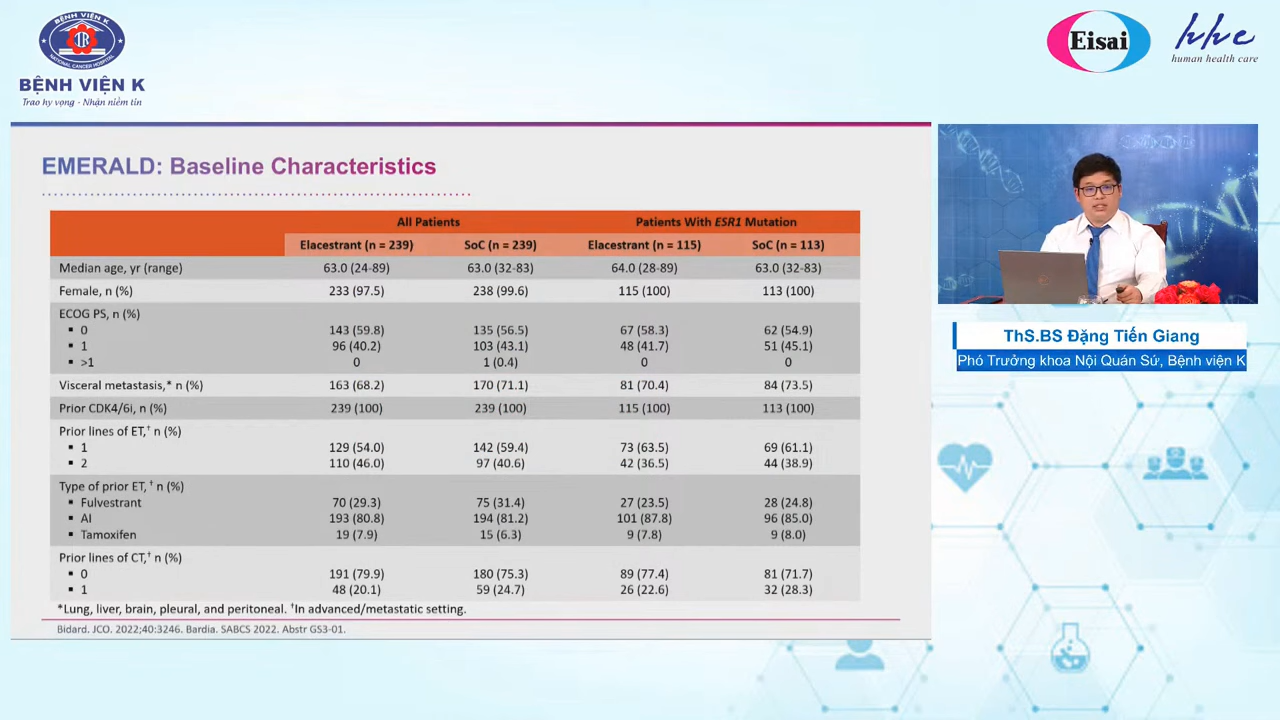 BỆNH VIỆN K
NATIONAL CANCER HOSPITAL
BỆNH VIỆN K
Trao hy vọng - Nhận niềm tin
Eisai
hhc
human health care
EMERALD: Baseline Characteristics
All Patients Patients With ESR1 Mutation
Elacestrant (n = 239) SoC (n = 239) Elacestrant (n = 115) SoC (n = 113)
Median age, yr (range) 63.0 (24-89) 63.0 (32-83) 64.0 (28-89) 63.0 (32-83)
Female, n (%) 233 (97.5) 238 (99.6) 115 (100) 113 (100)
ECOG PS, n (%)
▪ 0 143 (59.8) 135 (56.5) 67 (58.3) 62 (54.9)
▪ 1 96 (40.2) 103 (43.1) 48 (41.7) 51 (45.1)
▪ >1 0 1 (0.4) 0 0
Visceral metastasis,* n (%) 163 (68.2) 170 (71.1) 81 (70.4) 84 (73.5)
Prior CDK4/6i, n (%) 239 (100) 239 (100) 115 (100) 113 (100)
Prior lines of ET,† n (%)
▪ 1 129 (54.0) 142 (59.4) 73 (63.5) 69 (61.1)
▪ 2 110 (46.0) 97 (40.6) 42 (36.5) 44 (38.9)
Type of prior ET, † n (%)
▪ Fulvestrant 70 (29.3) 75 (31.4) 27 (23.5) 28 (24.8)
▪ AI 193 (80.8) 194 (81.2) 101 (87.8) 96 (85.0)
▪ Tamoxifen 19 (7.9) 15 (6.3) 9 (7.8) 9 (8.0)
Prior lines of CT,† n (%)
▪ 0 191 (79.9) 180 (75.3) 89 (77.4) 81 (71.7)
▪ 1 48 (20.1) 59 (24.7) 26 (22.6) 32 (28.3)
*Lung, liver, brain, pleural, and peritoneal. †In advanced/metastatic setting.
Bidard. JCO. 2022;40:3246. Bardia. SABCS 2022. Abstr GS3-01.
ThS.BS Đặng Tiến Giang
Phó Trưởng khoa Nội Quán Sứ, Bệnh viện K